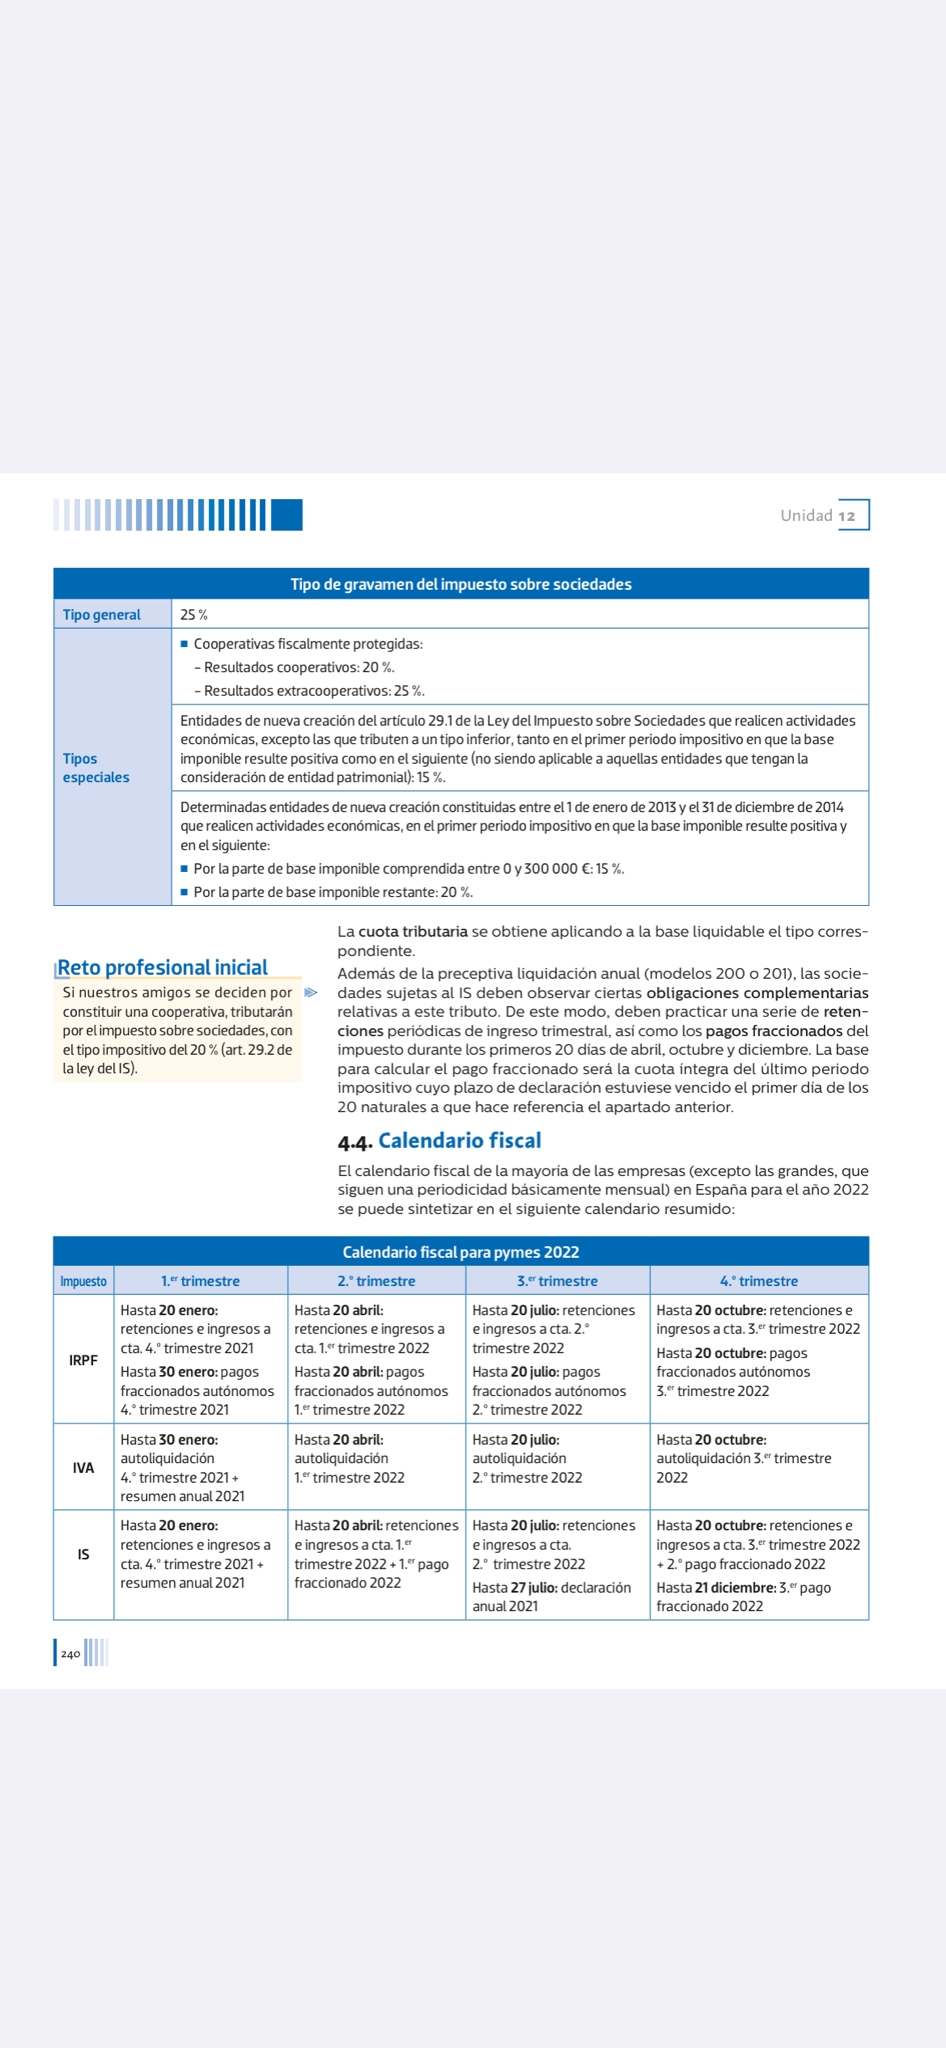 Unidad 12
Tipo de gravamen del impuesto sobre sociedades
Tipo general
25 %
Tipos
especiales
■ Cooperativas fiscalmente protegidas:
– Resultados cooperativos: 20 %.
– Resultados extracooperativos: 25 %.
Entidades de nueva creación del artículo 29.1 de la Ley del Impuesto sobre Sociedades que realicen actividades
económicas, excepto las que tributen a un tipo inferior, tanto en el primer periodo impositivo en que la base
imponible resulte positiva como en el siguiente (no siendo aplicable a aquellas entidades que tengan la
consideración de entidad patrimonial): 15 %.
Determinadas entidades de nueva creación constituidas entre el 1 de enero de 2013 y el 31 de diciembre de 2014
que realicen actividades económicas, en el primer periodo impositivo en que la base imponible resulte positiva y
en el siguiente:
■ Por la parte de base imponible comprendida entre 0 y 300 000 €: 15 %.
■ Por la parte de base imponible restante: 20 %.
La cuota tributaria se obtiene aplicando a la base liquidable el tipo corres-
pondiente.
Reto profesional inicial
Si nuestros amigos se deciden por
constituir una cooperativa, tributarán
por el impuesto sobre sociedades, con
el tipo impositivo del 20 % (art. 29.2 de
la ley del IS).
Además de la preceptiva liquidación anual (modelos 200 o 201), las socie-
dades sujetas al IS deben observar ciertas obligaciones complementarias
relativas a este tributo. De este modo, deben practicar una serie de reten-
ciones periódicas de ingreso trimestral, así como los pagos fraccionados del
impuesto durante los primeros 20 días de abril, octubre y diciembre. La base
para calcular el pago fraccionado será la cuota íntegra del último periodo
impositivo cuyo plazo de declaración estuviese vencido el primer día de los
20 naturales a que hace referencia el apartado anterior.
4.4. Calendario fiscal
El calendario fiscal de la mayoría de las empresas (excepto las grandes, que
siguen una periodicidad básicamente mensual) en España para el año 2022
se puede sintetizar en el siguiente calendario resumido:
Calendario fiscal para pymes 2022
Impuesto
1.er trimestre
2.º trimestre
3.er trimestre
4.º trimestre
IRPF
Hasta 20 enero:
retenciones e ingresos a
cta. 4.º trimestre 2021
Hasta 30 enero: pagos
fraccionados autónomos
4.º trimestre 2021
Hasta 20 abril:
retenciones e ingresos a
cta. 1.er trimestre 2022
Hasta 20 abril: pagos
fraccionados autónomos
1.er trimestre 2022
Hasta 20 julio: retenciones
e ingresos a cta. 2.º
trimestre 2022
Hasta 20 julio: pagos
fraccionados autónomos
2.º trimestre 2022
Hasta 20 octubre: retenciones e
ingresos a cta. 3.er trimestre 2022
Hasta 20 octubre: pagos
fraccionados autónomos
3.er trimestre 2022
IVA
Hasta 30 enero:
autoliquidación
4.º trimestre 2021 +
resumen anual 2021
Hasta 20 abril:
autoliquidación
1.er trimestre 2022
Hasta 20 julio:
autoliquidación
2.º trimestre 2022
Hasta 20 octubre:
autoliquidación 3.er trimestre
2022
IS
Hasta 20 enero:
retenciones e ingresos a
cta. 4.º trimestre 2021 +
resumen anual 2021
Hasta 20 abril: retenciones
e ingresos a cta. 1.er
trimestre 2022 + 1.er pago
fraccionado 2022
Hasta 20 julio: retenciones
e ingresos a cta.
2.º trimestre 2022
Hasta 27 julio: declaración
anual 2021
Hasta 20 octubre: retenciones e
ingresos a cta. 3.er trimestre 2022
+ 2.º pago fraccionado 2022
Hasta 21 diciembre: 3.er pago
fraccionado 2022
240